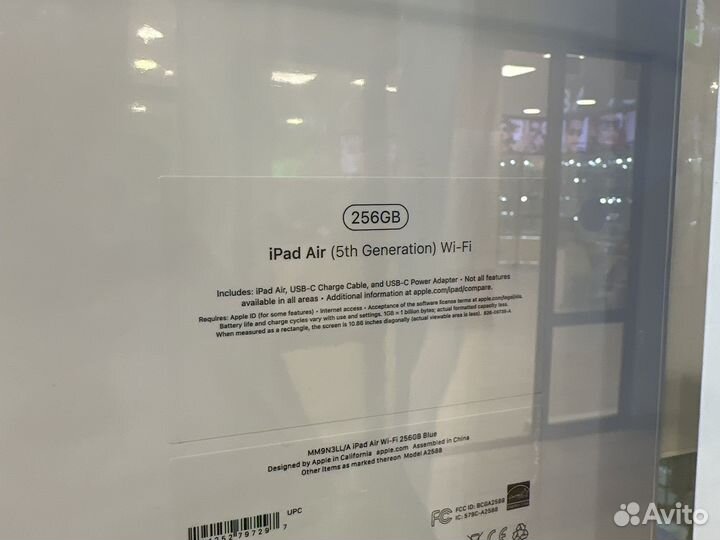 256GB
iPad Air (5th Generation) Wi-Fi
Includes: iPad Air, USB-C Charge Cable, and USB-C Power Adapter • Not all features
available in all areas • Additional information at apple.com/ipad/compare.
Requires: Apple ID (for some features) • Internet access • Acceptance of the software license terms at apple.com/legal/sla.
Battery life and charge cycles vary with use and settings. 1GB = 1 billion bytes; actual formatted capacity less.
When measured as a rectangle, the screen is 10.86 inches diagonally (actual viewable area is less).
MM9N3LL/A iPad Air Wi-Fi 256GB Blue
Designed by Apple in California apple.com Assembled in China
Other items as marked thereon Model A2588
UPC
FC FCC ID: BCGA2588
IC: 579C-A2588
79729 7
CE
Avito